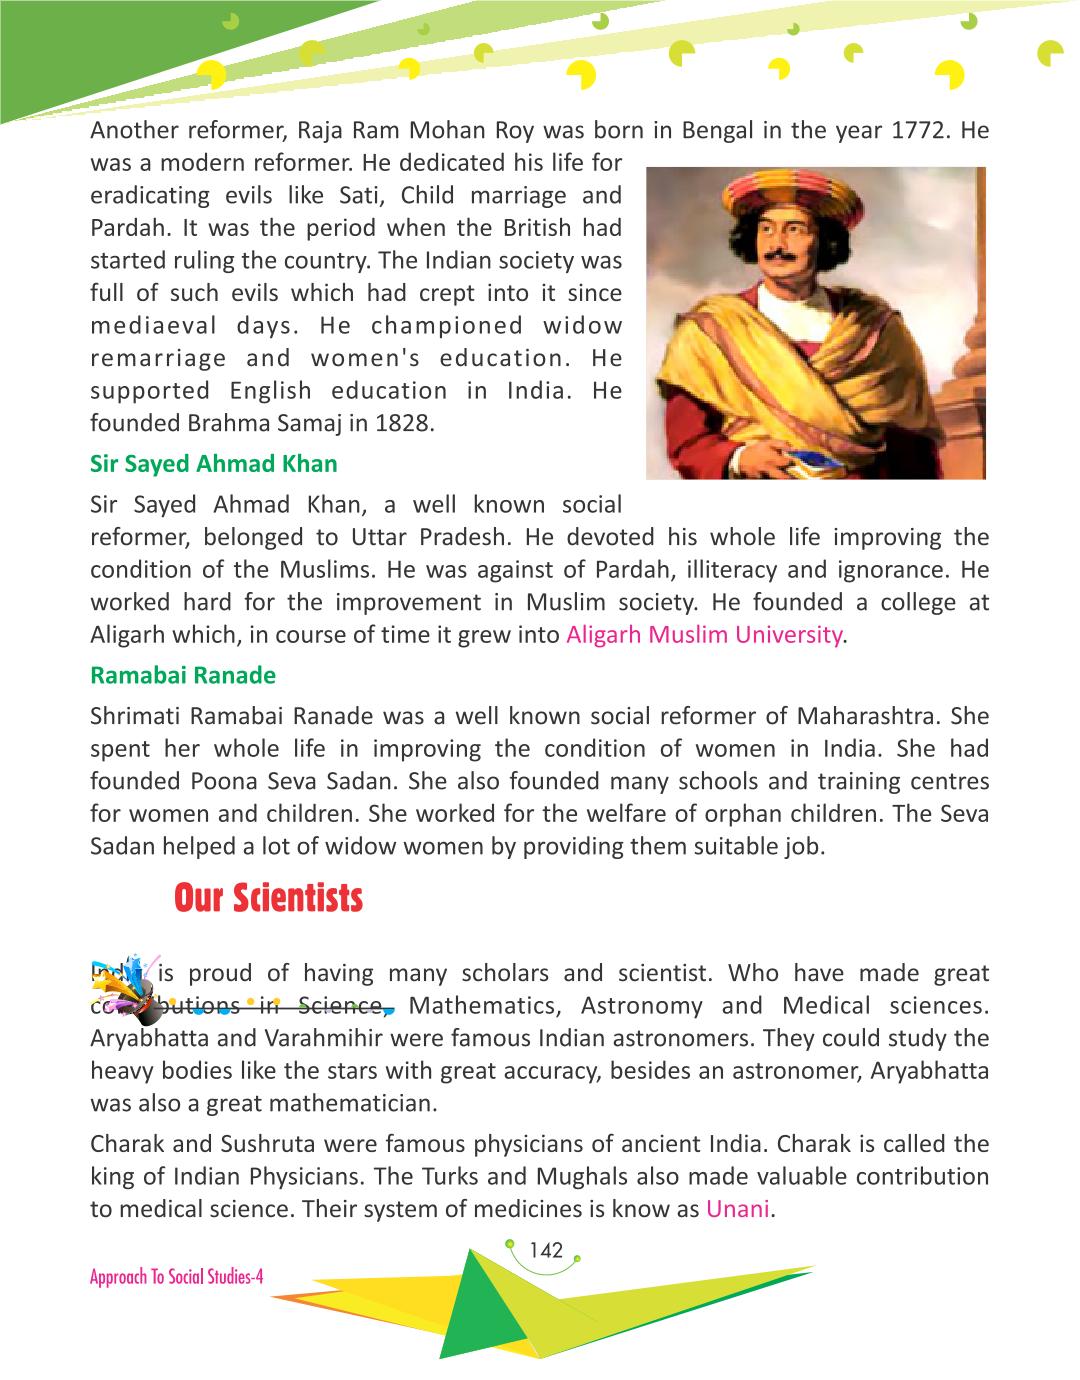 Another reformer, Raja Ram Mohan Roy was born in Bengal in the year 1772. He
was a modern reformer. He dedicated his life for
eradicating evils like Sati, Child marriage and
Pardah. It was the period when the British had
started ruling the country. The Indian society was
full of such evils which had crept into it since
mediaeval days. He championed widow
remarriage and women's education. He
supported English education in India. He
founded Brahma Samaj in 1828.
Sir Sayed Ahmad Khan
Sir Sayed Ahmad Khan, a well known social
reformer, belonged to Uttar Pradesh. He devoted his whole life improving the
condition of the Muslims. He was against of Pardah, illiteracy and ignorance. He
worked hard for the improvement in Muslim society. He founded a college at
Aligarh which, in course of time it grew into Aligarh Muslim University.
Ramabai Ranade
Shrimati Ramabai Ranade was a well known social reformer of Maharashtra. She
spent her whole life in improving the condition of women in India. She had
founded Poona Seva Sadan. She also founded many schools and training centres
for women and children. She worked for the welfare of orphan children. The Seva
Sadan helped a lot of widow women by providing them suitable job.
Our Scientists
India is proud of having many scholars and scientist. Who have made great
contributions in Science, Mathematics, Astronomy and Medical sciences.
Aryabhatta and Varahmihir were famous Indian astronomers. They could study the
heavy bodies like the stars with great accuracy, besides an astronomer, Aryabhatta
was also a great mathematician.
Charak and Sushruta were famous physicians of ancient India. Charak is called the
king of Indian Physicians. The Turks and Mughals also made valuable contribution
to medical science. Their system of medicines is know as Unani.
142
Approach To Social Studies-4